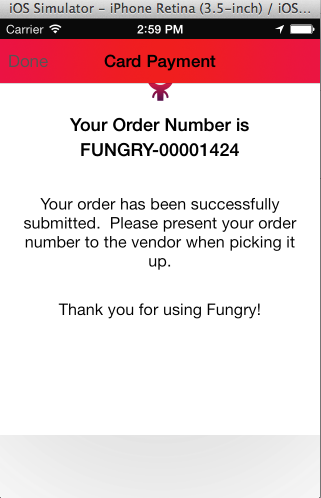 iOS Simulator - iPhone Retina (3.5-inch) / iOS...
Carrier 2:59 PM
Done Card Payment
Your Order Number is
FUNGRY-00001424
Your order has been successfully
submitted.  Please present your order
number to the vendor when picking it
up.
Thank you for using Fungry!